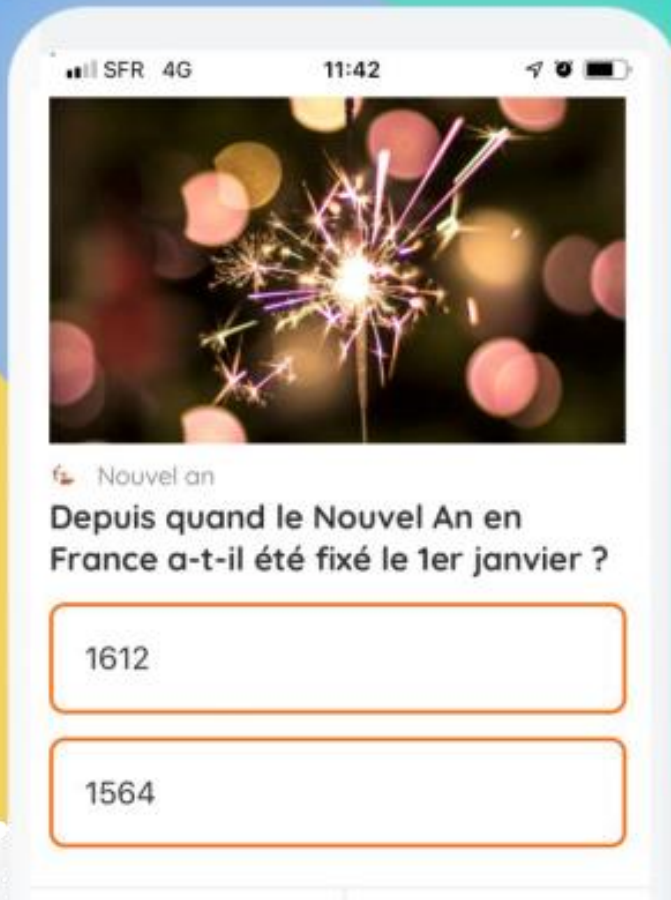 SFR 4G 11:42
Nouvel an
Depuis quand le Nouvel An en
France a-t-il été fixé le 1er janvier ?
1612
1564